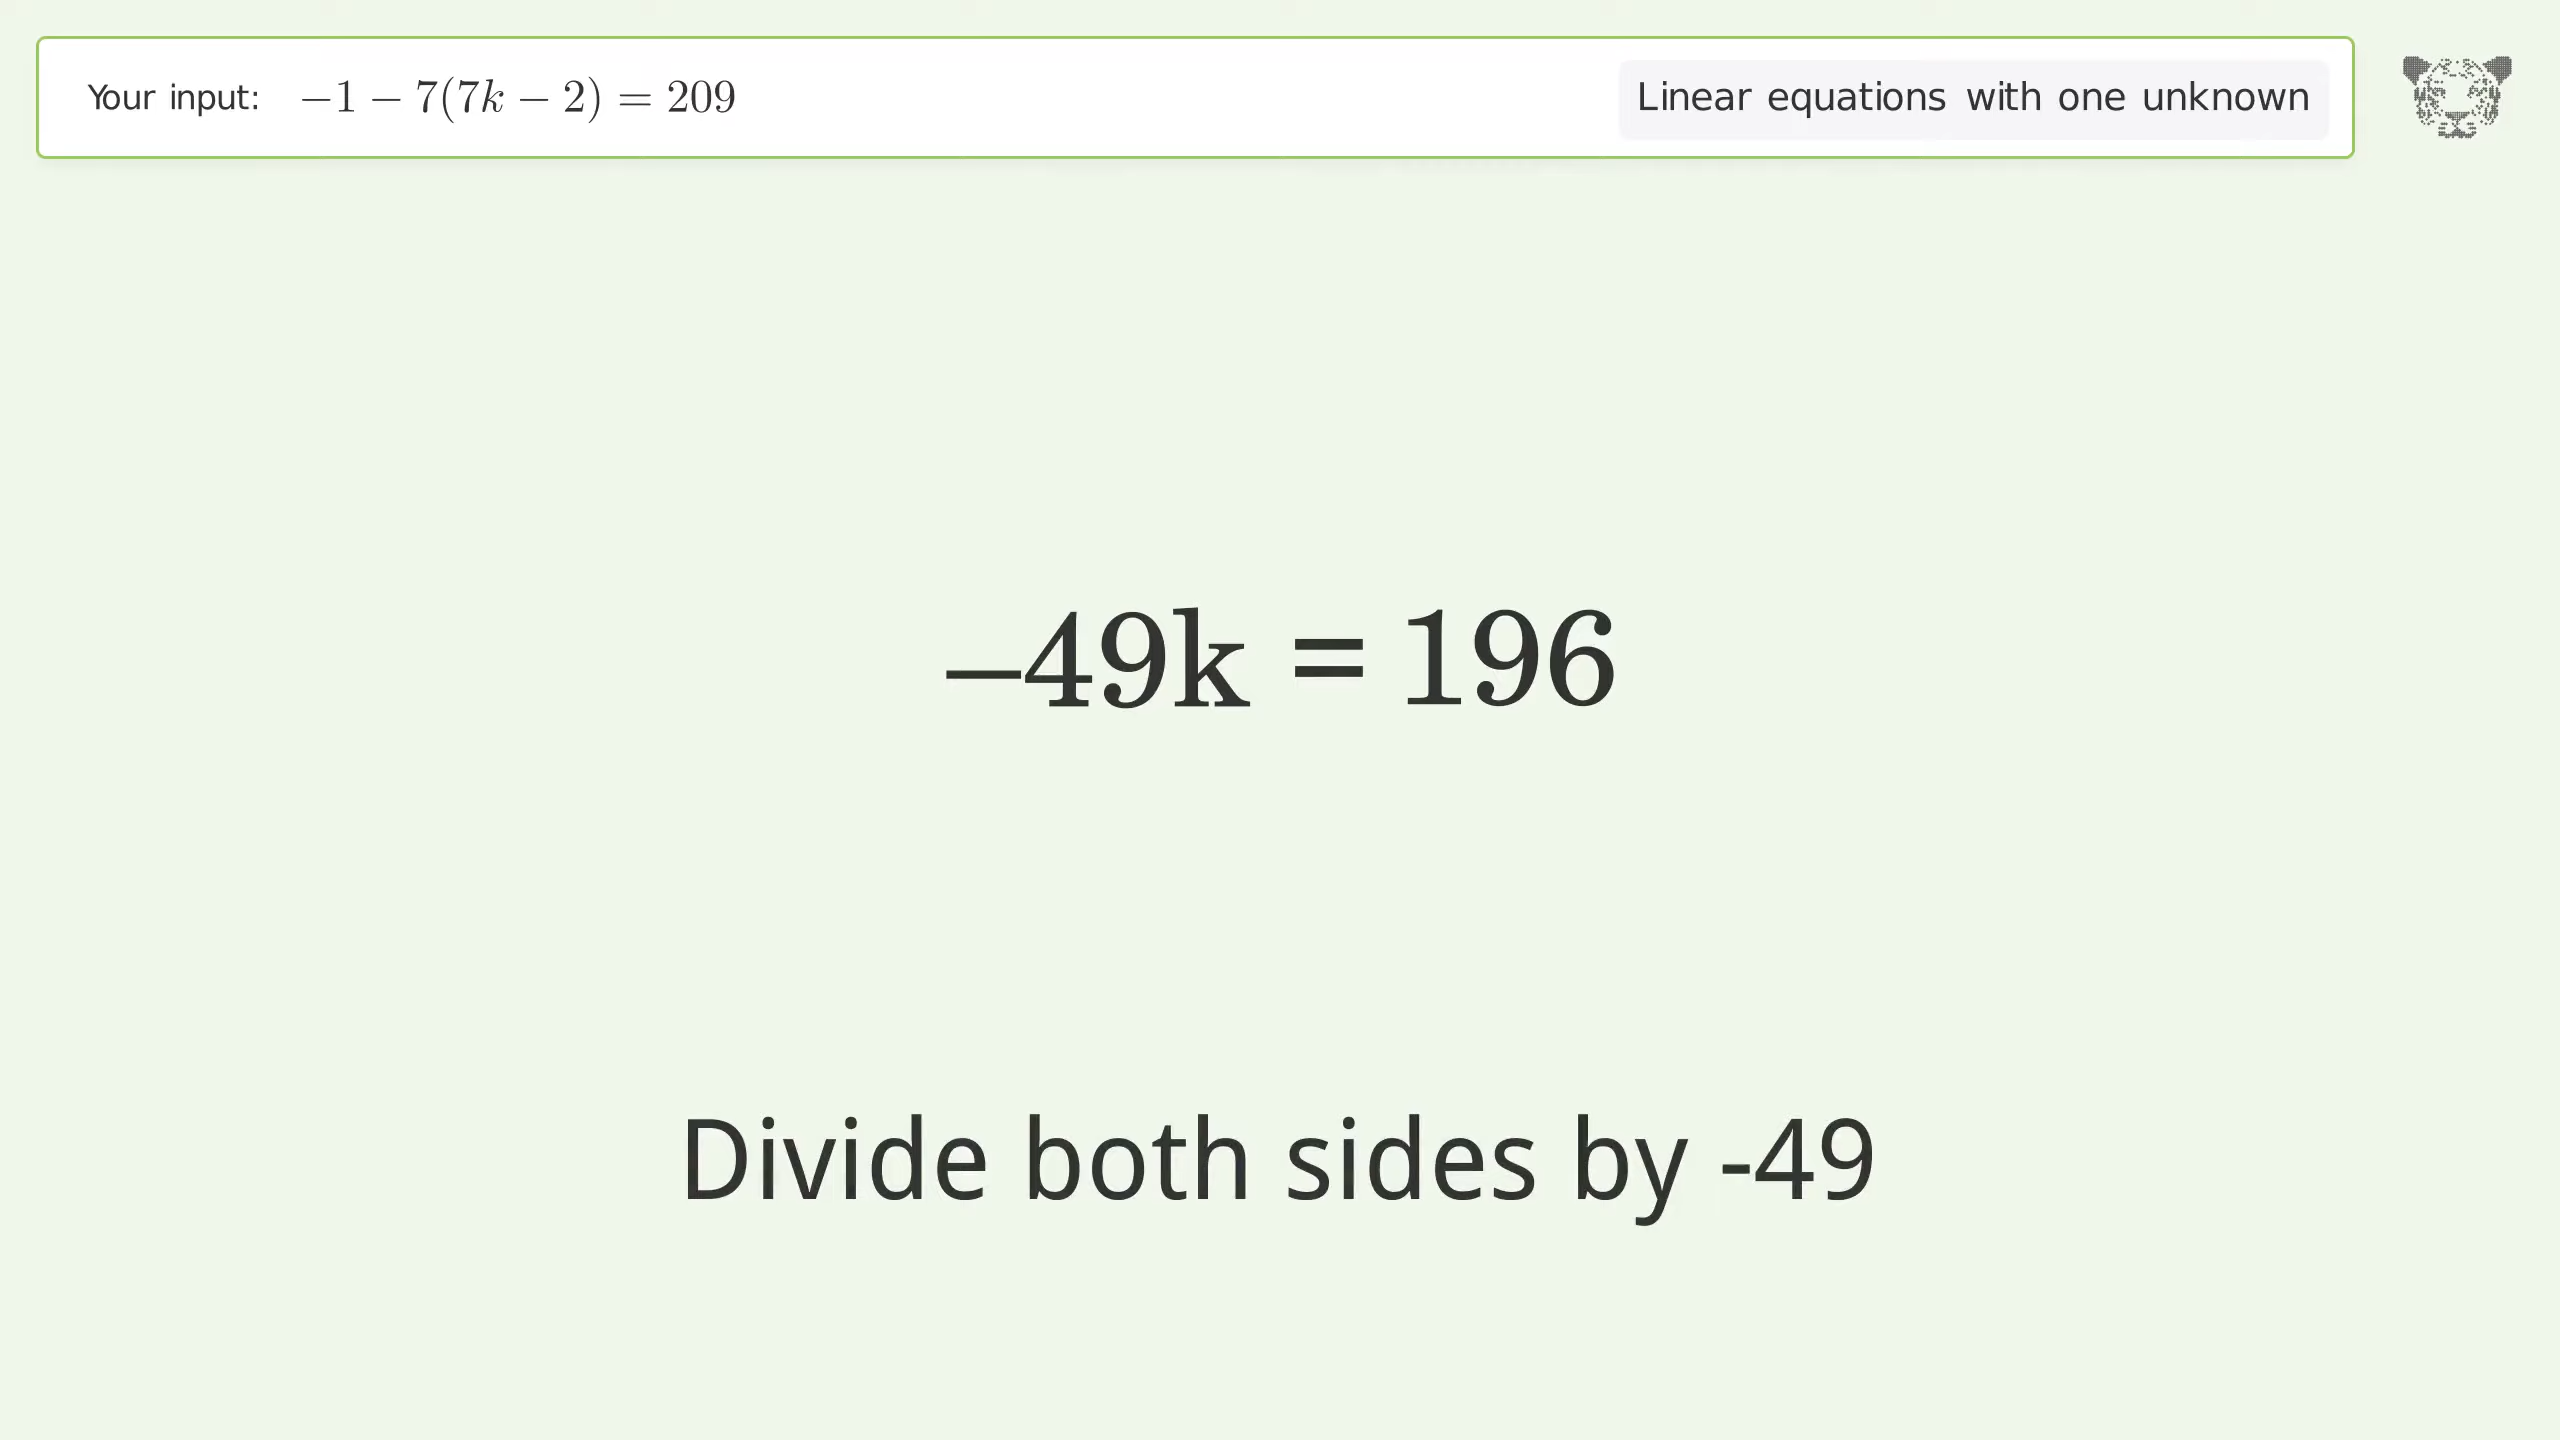 Your input: −1 − 7(7k − 2) = 209
Linear equations with one unknown
−49k = 196
Divide both sides by -49